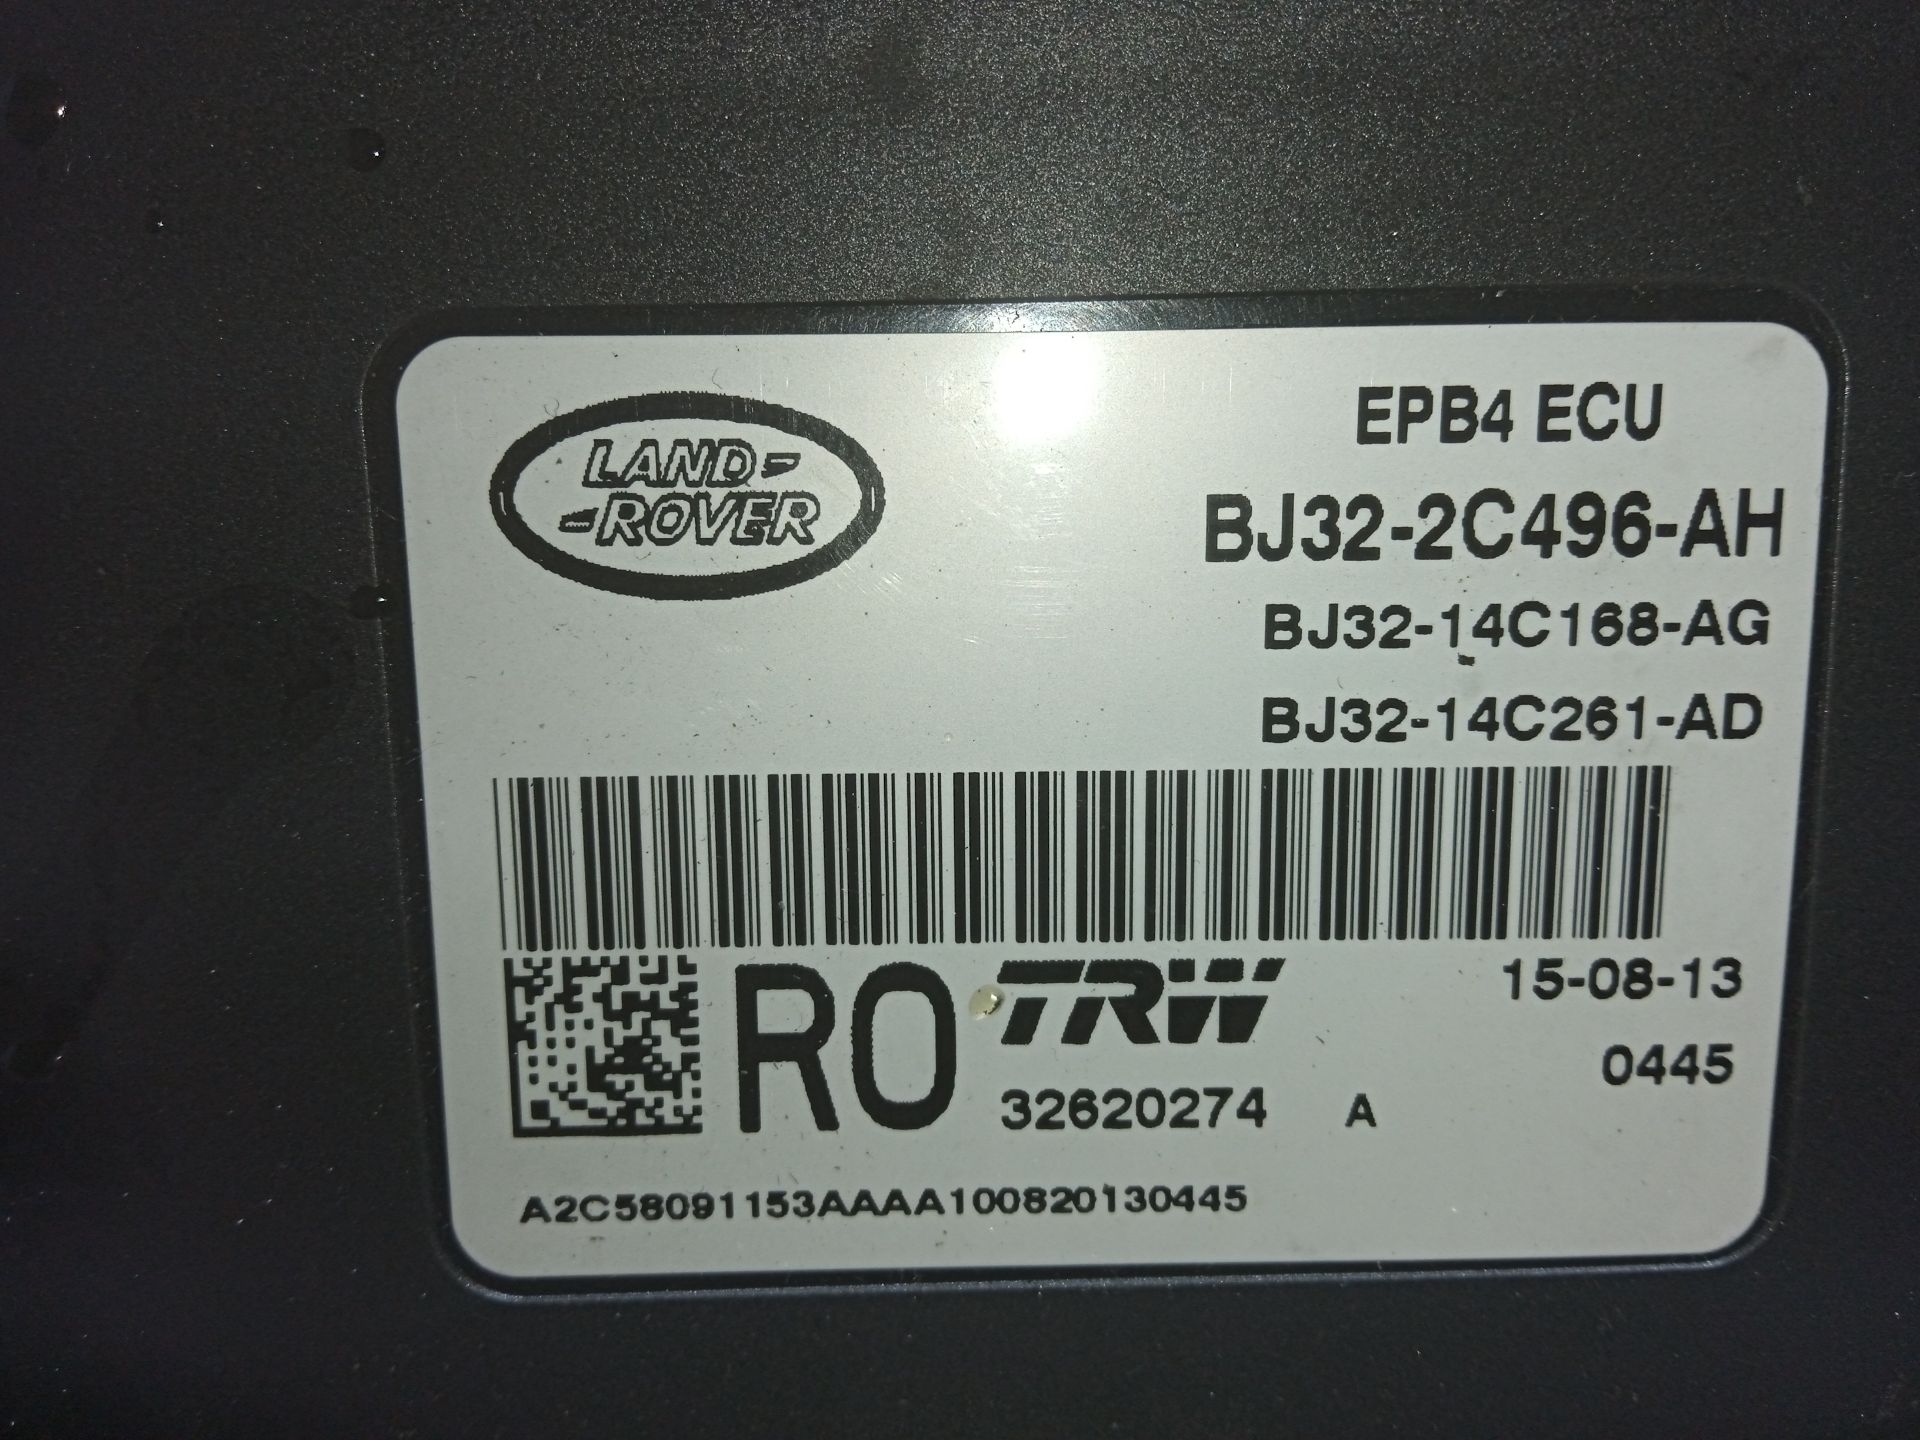 LAND-
-ROVER
EPB4 ECU
BJ32-2C496-AH
BJ32-14C168-AG
BJ32-14C261-AD
RO
TRW
15-08-13
0445
32620274 A
A2C58091153AAAA100820130445